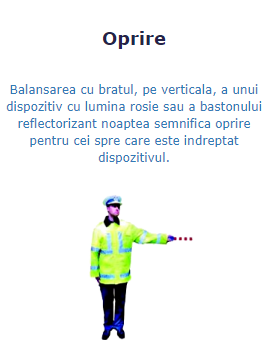 Oprire
Balansarea cu bratul, pe verticala, a unui
dispozitiv cu lumina rosie sau a bastonului
reflectorizant noaptea semnifica oprire
pentru cei spre care este indreptat
dispozitivul.